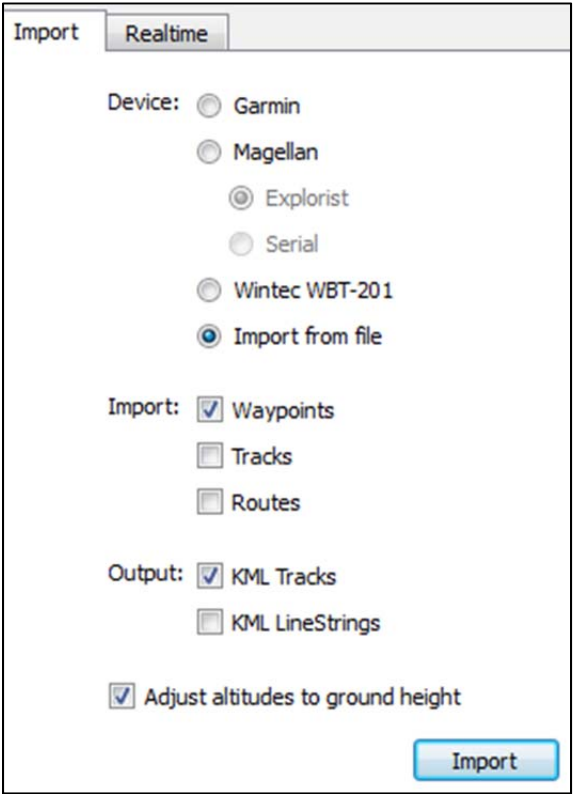 Import Realtime
Device: Garmin
Magellan
Explorist
Serial
Wintec WBT-201
Import from file
Import: Waypoints
Tracks
Routes
Output: KML Tracks
KML LineStrings
Adjust altitudes to ground height
Import